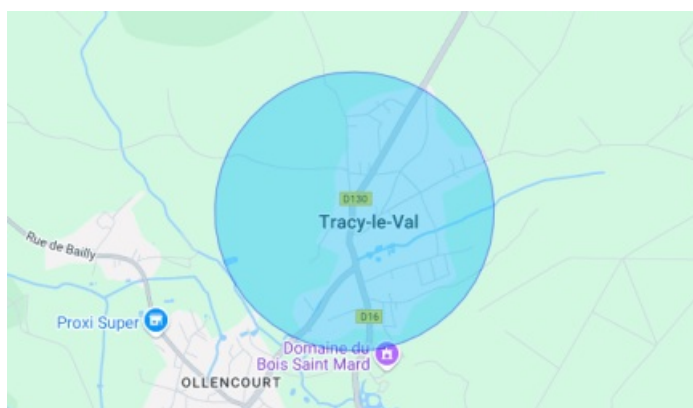 D130
Tracy-le-Val
Rue de Bailly
Proxi Super
D16
Domaine du
Bois Saint Mard
OLLENCOURT